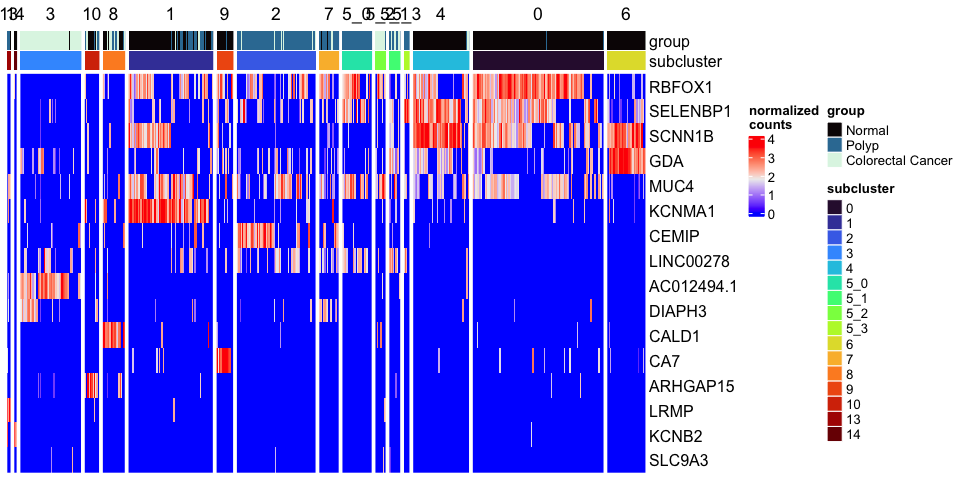 3 10 8 1 9 2 7 5_0 4 0 6
group
subcluster
RBFOX1
SELENBP1
SCNN1B
GDA
MUC4
KCNMA1
CEMIP
LINC00278
AC012494.1
DIAPH3
CALD1
CA7
ARHGAP15
LRMP
KCNB2
SLC9A3
normalized
counts
4
3
2
1
0
group
Normal
Polyp
Colorectal Cancer
subcluster
0
1
2
3
4
5_0
5_1
5_2
5_3
6
7
8
9
10
13
14